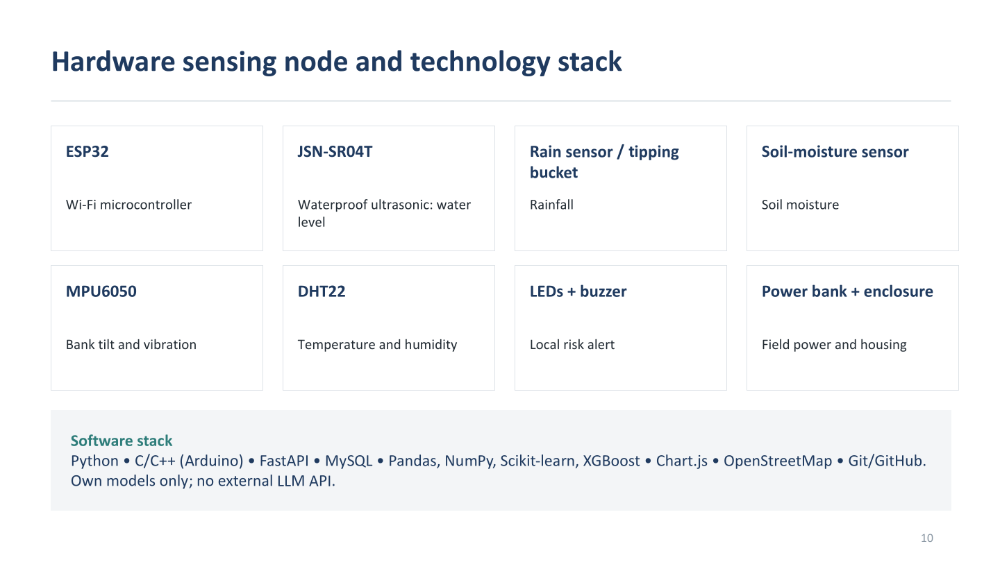 Hardware sensing node and technology stack
ESP32
Wi-Fi microcontroller
JSN-SR04T
Waterproof ultrasonic: water
level
Rain sensor / tipping
bucket
Rainfall
Soil-moisture sensor
Soil moisture
MPU6050
Bank tilt and vibration
DHT22
Temperature and humidity
LEDs + buzzer
Local risk alert
Power bank + enclosure
Field power and housing
Software stack
Python • C/C++ (Arduino) • FastAPI • MySQL • Pandas, NumPy, Scikit-learn, XGBoost • Chart.js • OpenStreetMap • Git/GitHub.
Own models only; no external LLM API.
10